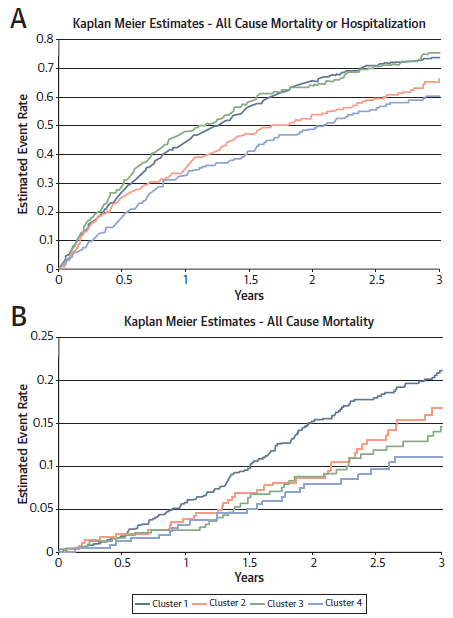 A
Kaplan Meier Estimates - All Cause Mortality or Hospitalization
Estimated Event Rate
0.8
0.7
0.6
0.5
0.4
0.3
0.2
0.1
0
0 0.5 1 1.5 2 2.5 3
Years
B
Kaplan Meier Estimates - All Cause Mortality
Estimated Event Rate
0.25
0.2
0.15
0.1
0.05
0
0 0.5 1 1.5 2 2.5 3
Years
Cluster 1 Cluster 2 Cluster 3 Cluster 4